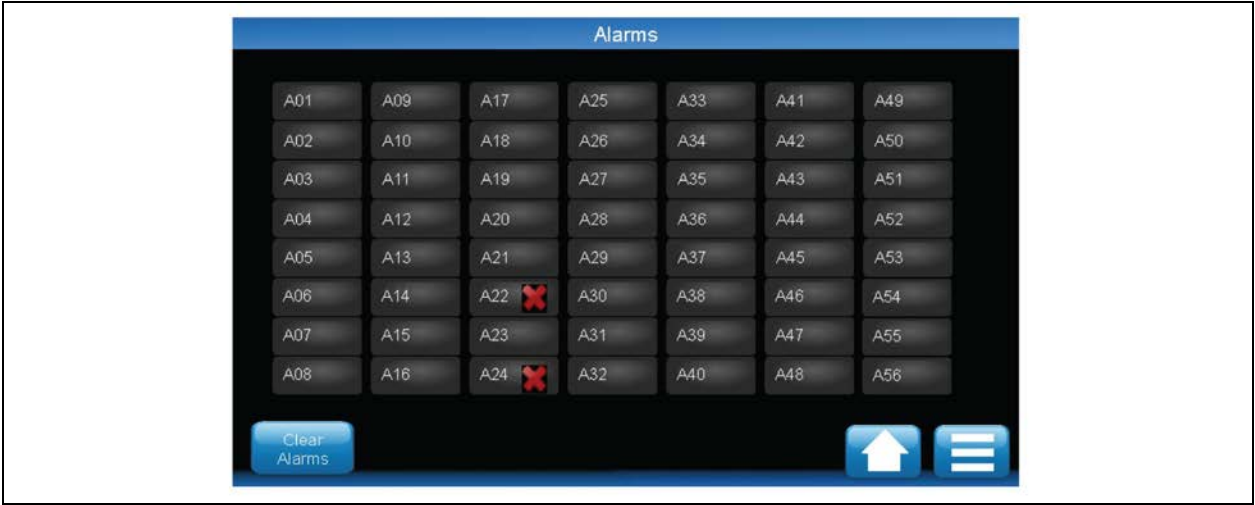 Alarms
A01 A09 A17 A25 A33 A41 A49
A02 A10 A18 A26 A34 A42 A50
A03 A11 A19 A27 A35 A43 A51
A04 A12 A20 A28 A36 A44 A52
A05 A13 A21 A29 A37 A45 A53
A06 A14 A22 A30 A38 A46 A54
A07 A15 A23 A31 A39 A47 A55
A08 A16 A24 A32 A40 A48 A56
Clear
Alarms